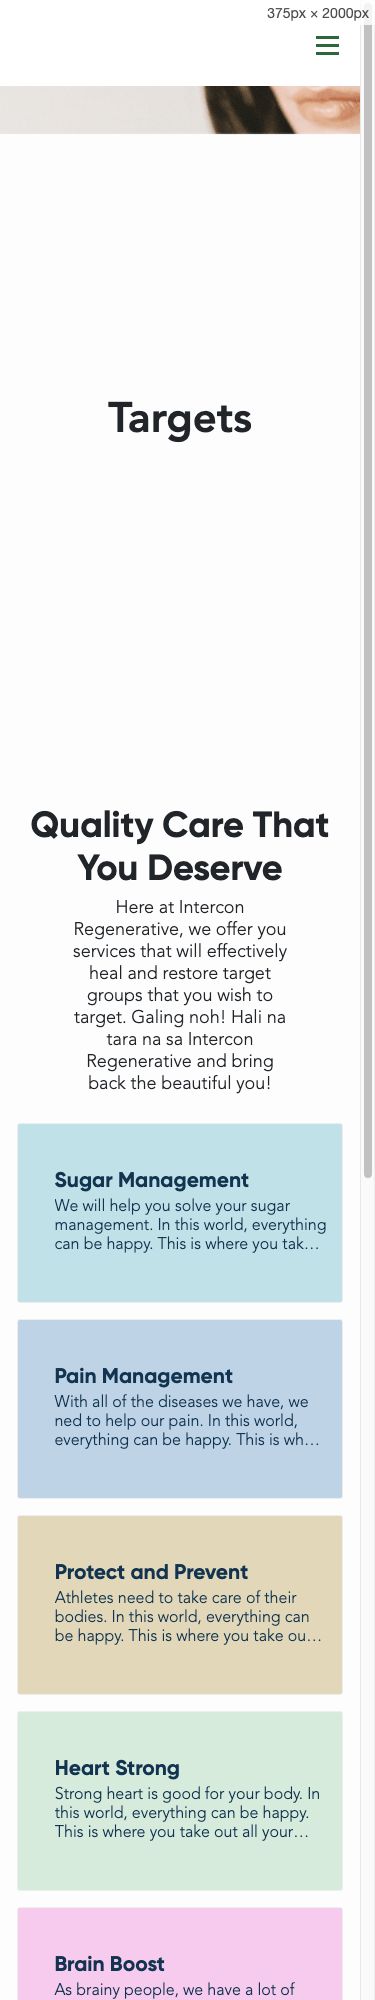 375px × 2000px
Targets
Quality Care That
You Deserve
Here at Intercon
Regenerative, we offer you
services that will effectively
heal and restore target
groups that you wish to
target. Galing noh! Hali na
tara na sa Intercon
Regenerative and bring
back the beautiful you!
Sugar Management
We will help you solve your sugar
management. In this world, everything
can be happy. This is where you tak...
Pain Management
With all of the diseases we have, we
ned to help our pain. In this world,
everything can be happy. This is wh...
Protect and Prevent
Athletes need to take care of their
bodies. In this world, everything can
be happy. This is where you take ou...
Heart Strong
Strong heart is good for your body. In
this world, everything can be happy.
This is where you take out all your...
Brain Boost
As brainy people, we have a lot of